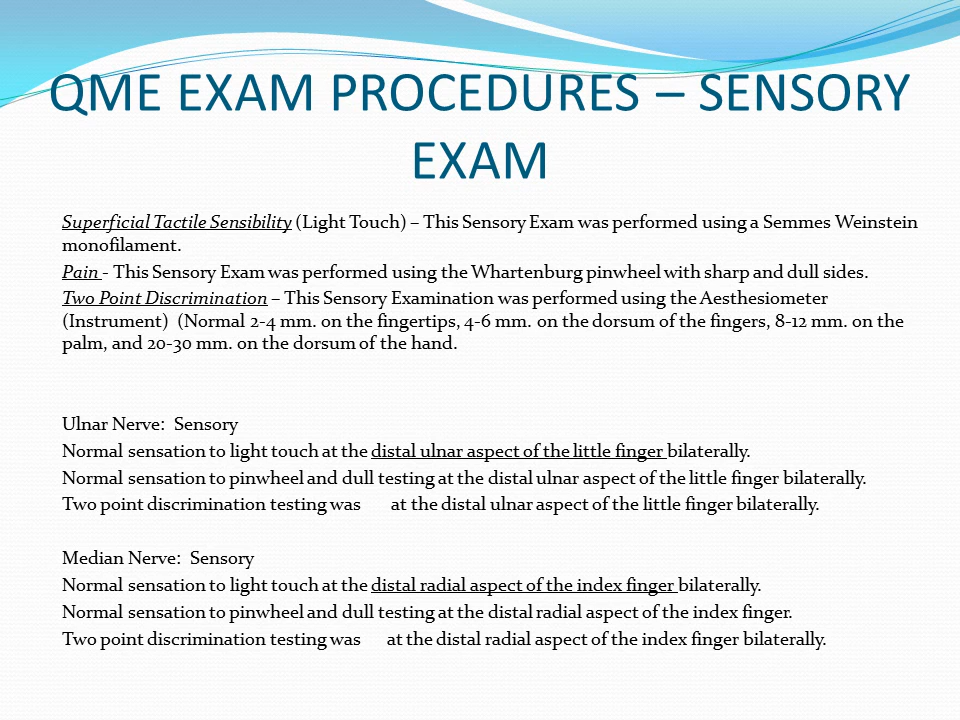 QME EXAM PROCEDURES – SENSORY
EXAM
Superficial Tactile Sensibility (Light Touch) – This Sensory Exam was performed using a Semmes Weinstein
monofilament.
Pain - This Sensory Exam was performed using the Whartenburg pinwheel with sharp and dull sides.
Two Point Discrimination – This Sensory Examination was performed using the Aesthesiometer
(Instrument) (Normal 2-4 mm. on the fingertips, 4-6 mm. on the dorsum of the fingers, 8-12 mm. on the
palm, and 20-30 mm. on the dorsum of the hand.
Ulnar Nerve: Sensory
Normal sensation to light touch at the distal ulnar aspect of the little finger bilaterally.
Normal sensation to pinwheel and dull testing at the distal ulnar aspect of the little finger bilaterally.
Two point discrimination testing was at the distal ulnar aspect of the little finger bilaterally.
Median Nerve: Sensory
Normal sensation to light touch at the distal radial aspect of the index finger bilaterally.
Normal sensation to pinwheel and dull testing at the distal radial aspect of the index finger.
Two point discrimination testing was at the distal radial aspect of the index finger bilaterally.